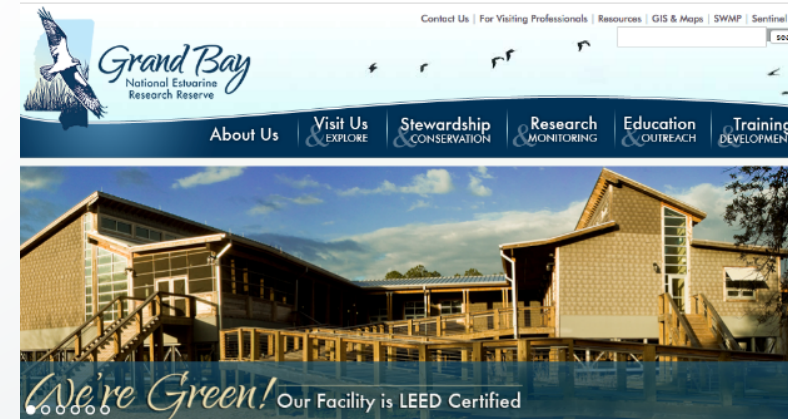 Contact Us | For Visiting Professionals | Resources | GIS & Maps | SWMP | Sentinel
Grand Bay
National Estuarine
Research Reserve
About Us
Visit Us
& EXPLORE
Stewardship
& CONSERVATION
Research
& MONITORING
Education
& OUTREACH
Training
& DEVELOPMEN
We're Green! Our Facility is LEED Certified